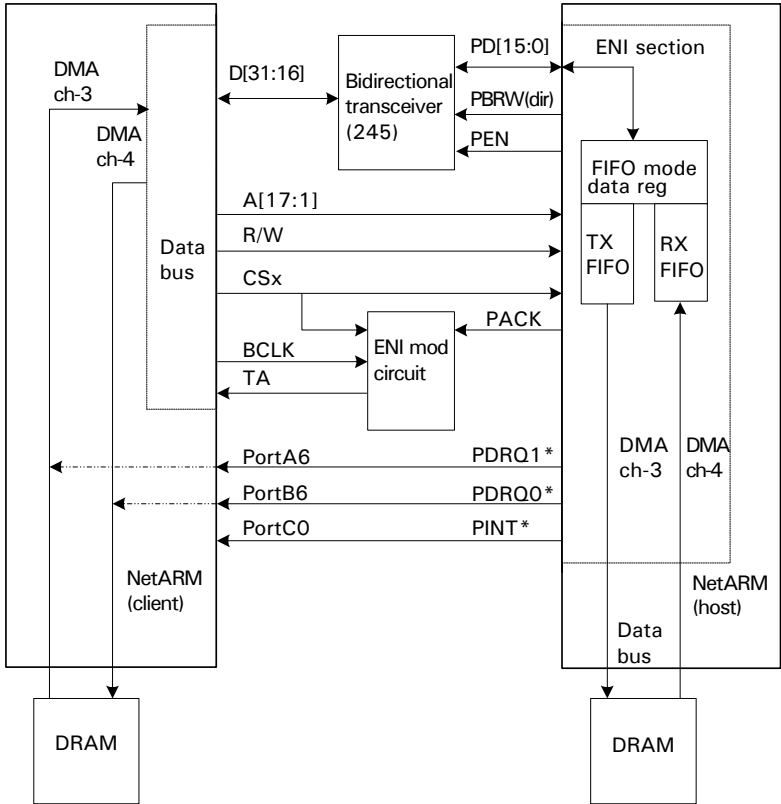 DMA
ch-3
DMA
ch-4
D[31:16]
Bidirectional
transceiver
(245)
PD[15:0]
PBRW(dir)
PEN
ENI section
FIFO mode
data reg
TX
FIFO
RX
FIFO
A[17:1]
R/W
Data
bus
CSx
PACK
ENI mod
circuit
BCLK
TA
DMA
ch-3
DMA
ch-4
PortA6
PDRQ1*
PortB6
PDRQ0*
PortC0
PINT*
NetARM
(client)
NetARM
(host)
Data
bus
DRAM
DRAM